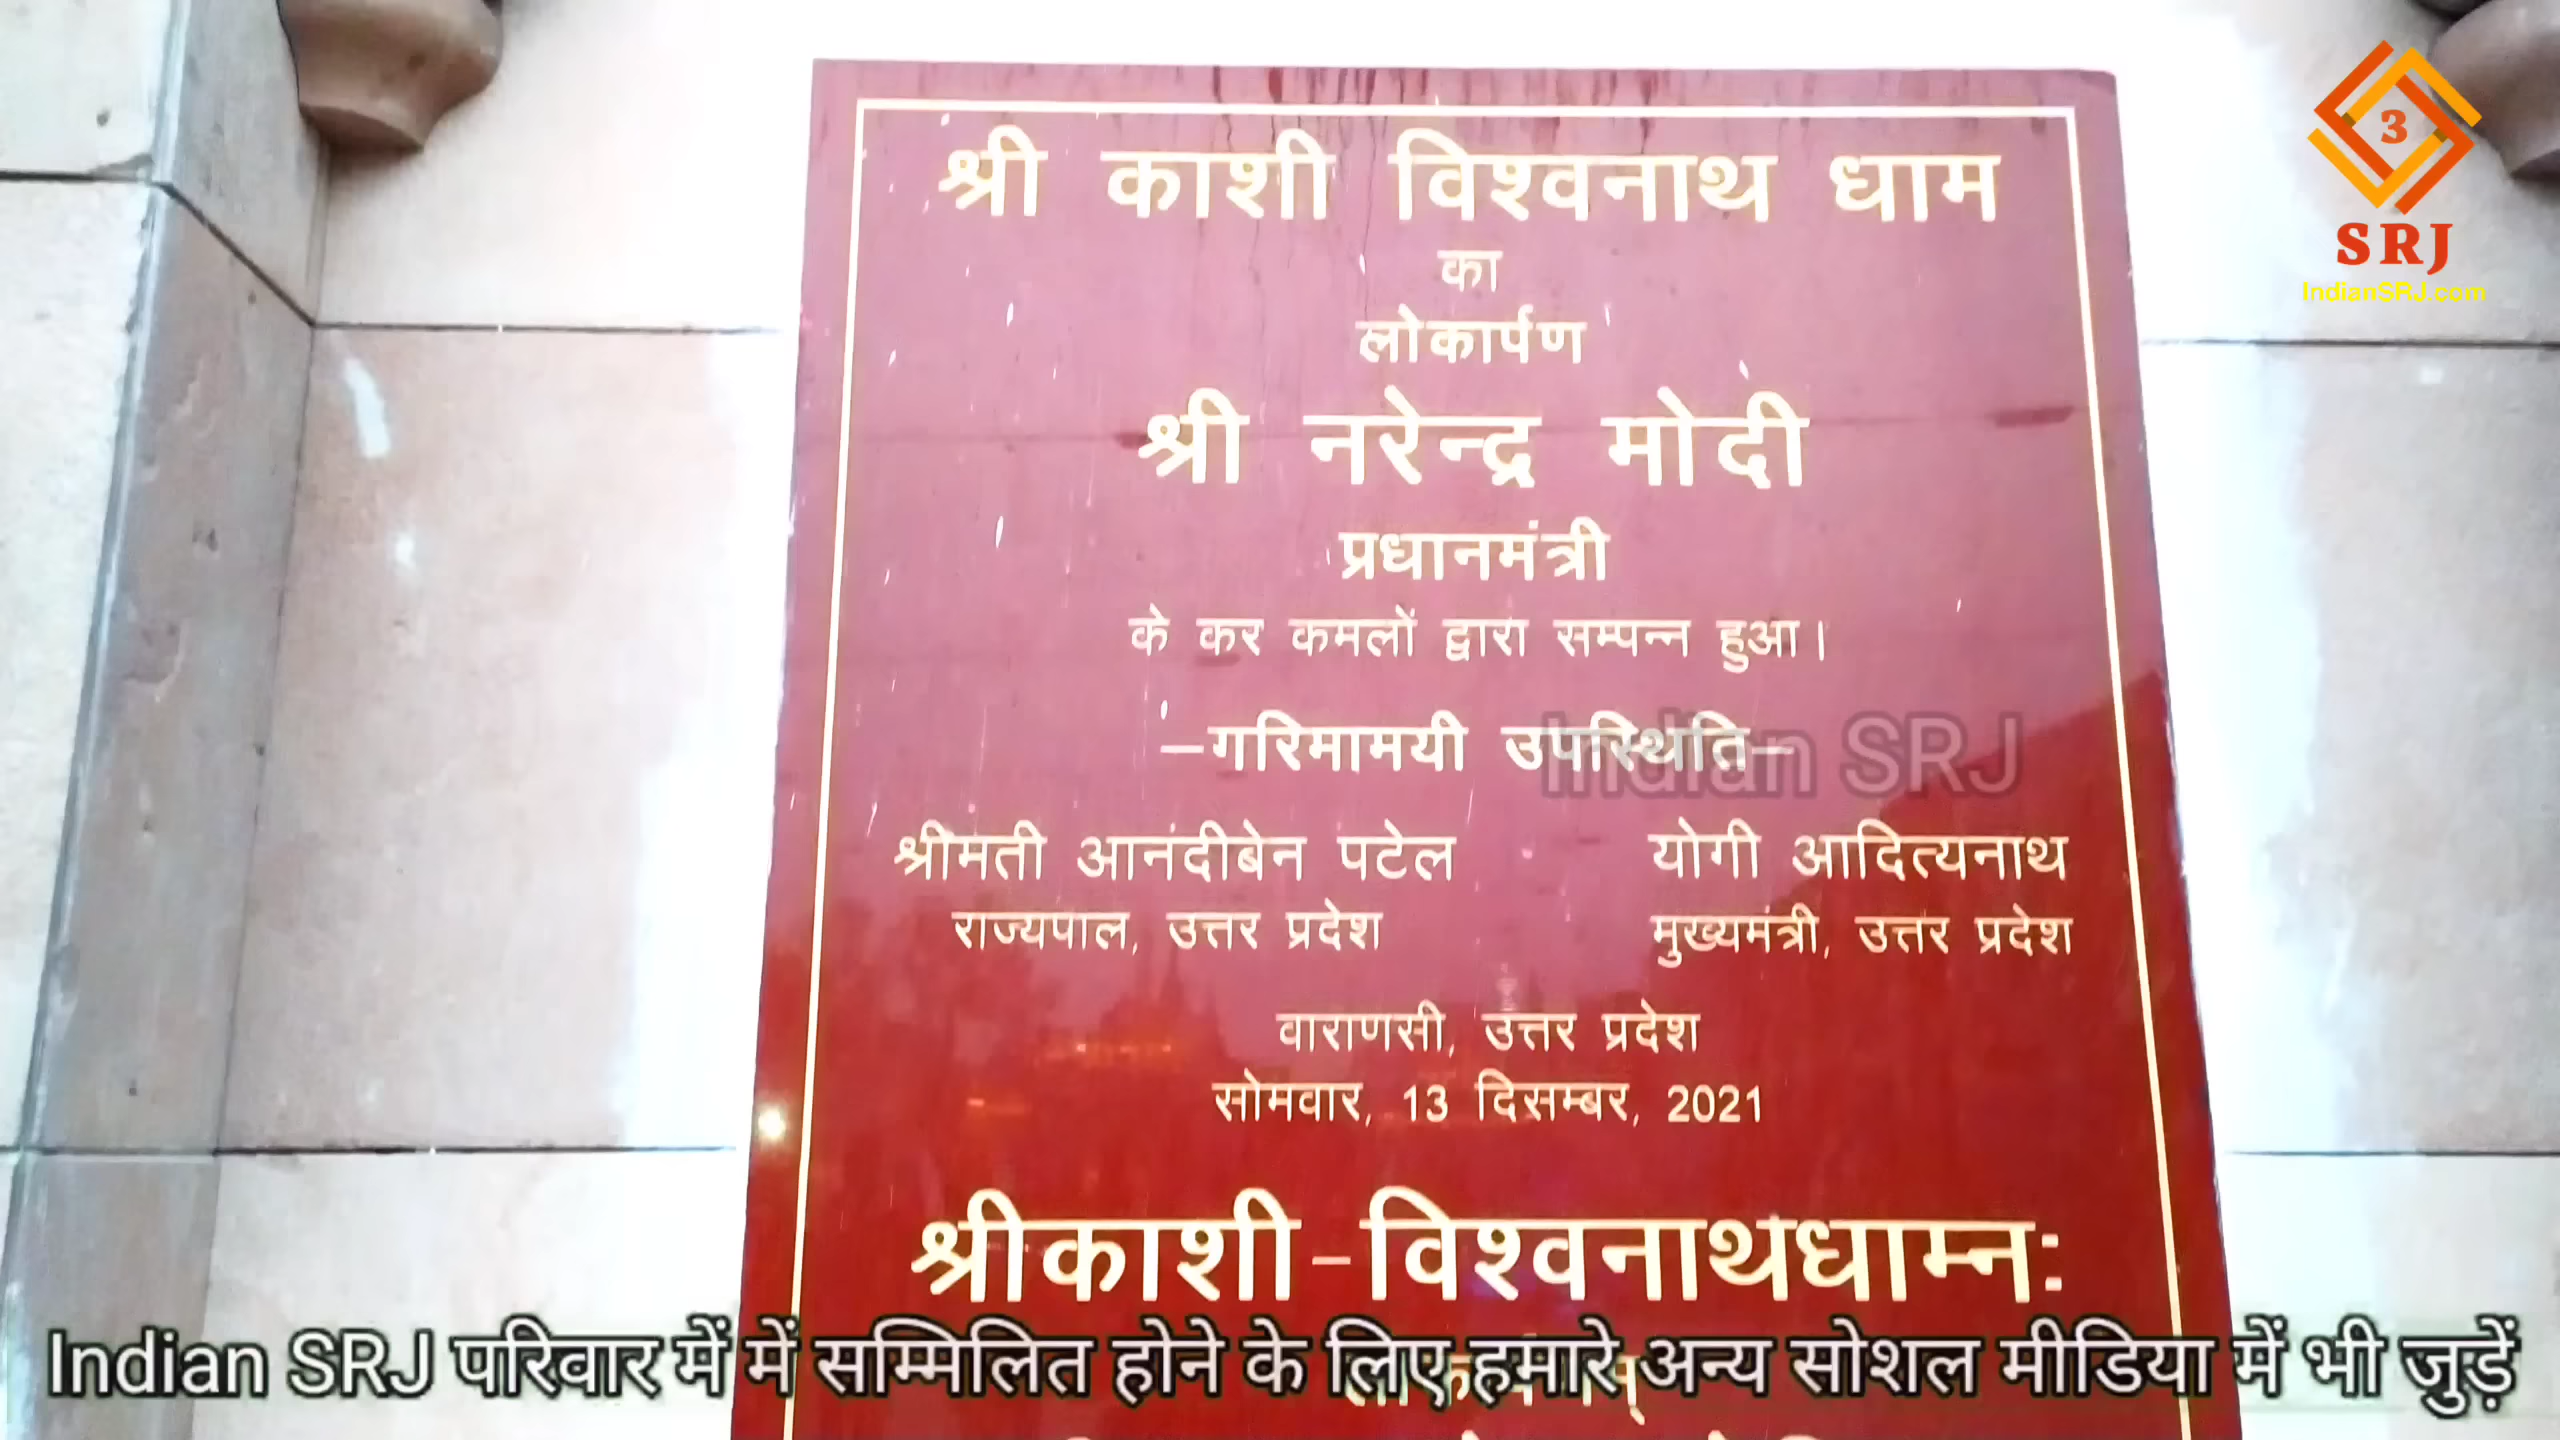 श्री काशी विश्वनाथ धाम
का
लोकार्पण
श्री नरेन्द्र मोदी
प्रधानमंत्री
के कर कमलों द्वारा सम्पन्न हुआ।
–गरिमामयी उपस्थिति–
श्रीमती आनंदीबेन पटेल योगी आदित्यनाथ
राज्यपाल, उत्तर प्रदेश मुख्यमंत्री, उत्तर प्रदेश
वाराणसी, उत्तर प्रदेश
सोमवार, 13 दिसम्बर, 2021
श्रीकाशी-विश्वनाथधाम्न:
3
SRJ
IndianSRJ.com
Indian SRJ
Indian SRJ परिवार में में सम्मिलित होने के लिए हमारे अन्य सोशल मीडिया में भी जुड़ें